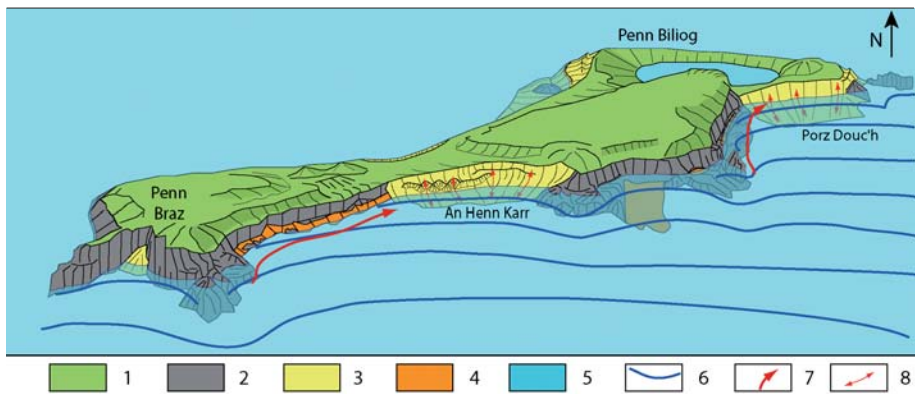 Penn Biliog
N
Porz Douc'h
Penn
Braz
An Henn Karr
1 2 3 4 5 6 7 8